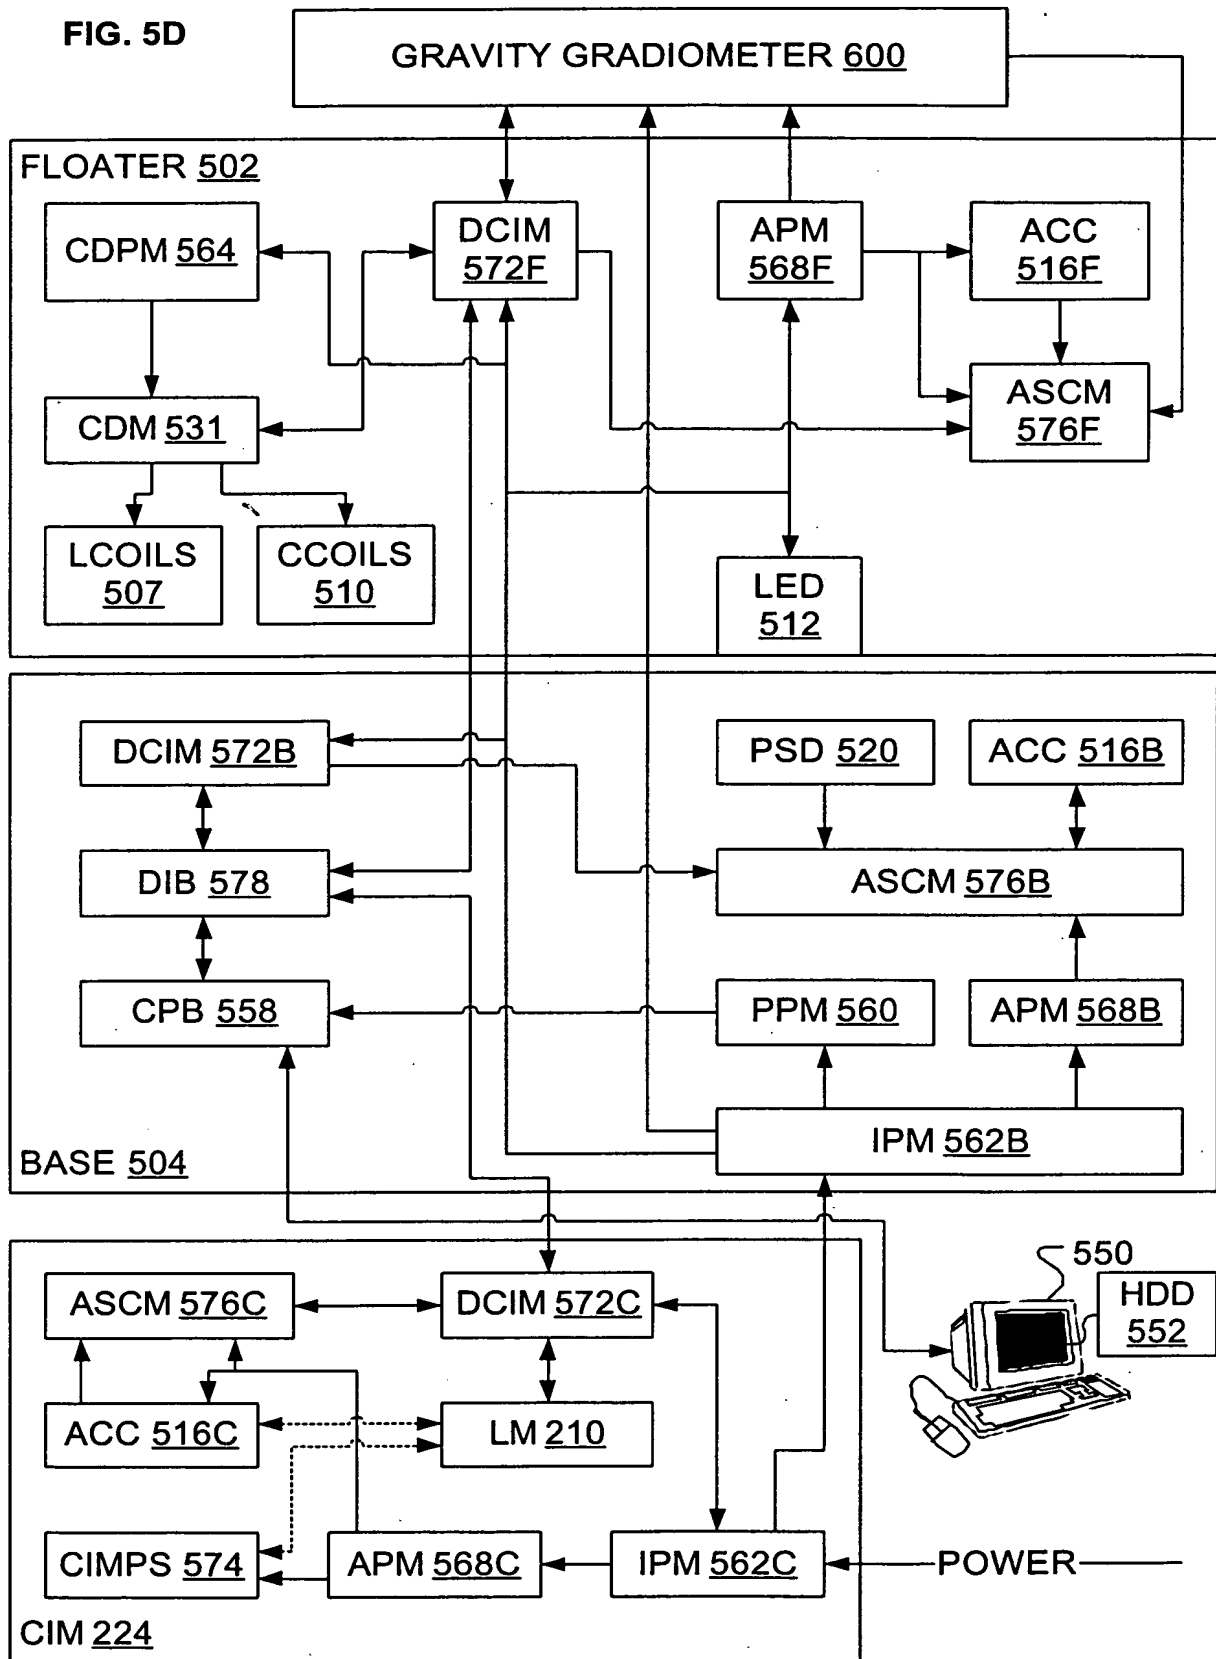 FIG. 5D
GRAVITY GRADIOMETER 600
FLOATER 502
CDPM 564
DCIM
572F
APM
568F
ACC
516F
CDM 531
ASCM
576F
LCOILS
507
CCOILS
510
LED
512
DCIM 572B
PSD 520
ACC 516B
DIB 578
ASCM 576B
CPB 558
PPM 560
APM 568B
IPM 562B
BASE 504
550
HDD
552
ASCM 576C
DCIM 572C
ACC 516C
LM 210
CIMPS 574
APM 568C
IPM 562C
POWER
CIM 224